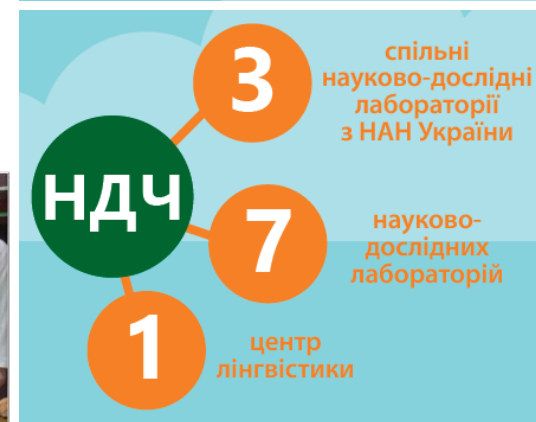 3
спільні
науково-дослідні
лабораторії
з НАН України
НДЧ
7
науково-
дослідних
лабораторій
1
центр
лінгвістики